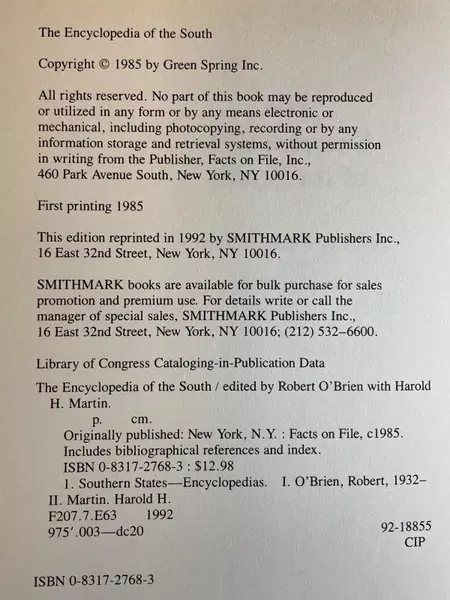 The Encyclopedia of the South
Copyright © 1985 by Green Spring Inc.
All rights reserved. No part of this book may be reproduced
or utilized in any form or by any means electronic or
mechanical, including photocopying, recording or by any
information storage and retrieval systems, without permission
in writing from the Publisher, Facts on File, Inc.,
460 Park Avenue South, New York, NY 10016.
First printing 1985
This edition reprinted in 1992 by SMITHMARK Publishers Inc.,
16 East 32nd Street, New York, NY 10016.
SMITHMARK books are available for bulk purchase for sales
promotion and premium use. For details write or call the
manager of special sales, SMITHMARK Publishers Inc.,
16 East 32nd Street, New York, NY 10016; (212) 532–6600.
Library of Congress Cataloging-in-Publication Data
The Encyclopedia of the South / edited by Robert O'Brien with Harold
H. Martin.
p. cm.
Originally published: New York, N.Y. : Facts on File, c1985.
Includes bibliographical references and index.
ISBN 0-8317-2768-3 : $12.98
1. Southern States—Encyclopedias. I. O'Brien, Robert, 1932–
II. Martin. Harold H.
F207.7.E63 1992
975'.003—dc20 92-18855
CIP
ISBN 0-8317-2768-3